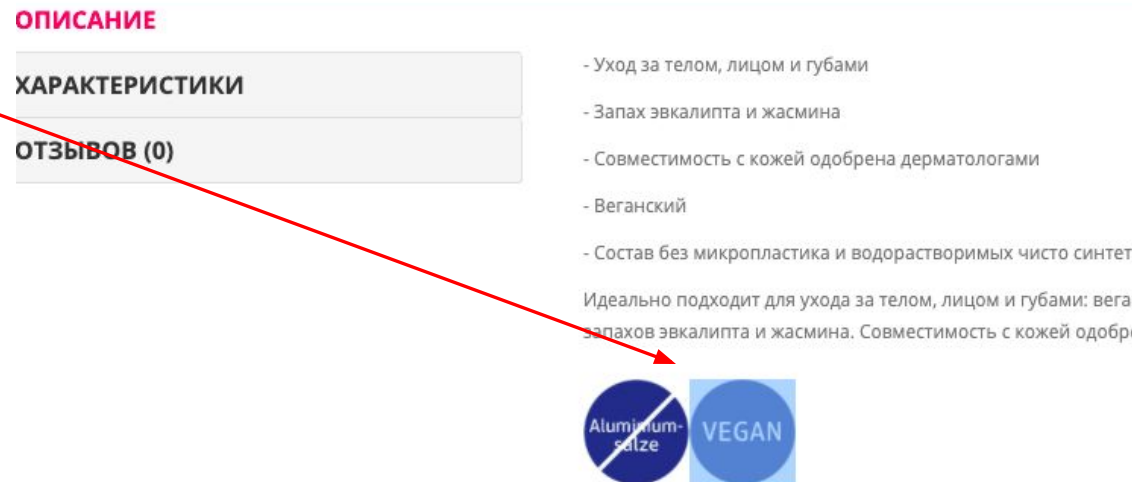 ОПИСАНИЕ
ХАРАКТЕРИСТИКИ
ОТЗЫВОВ (0)
- Уход за телом, лицом и губами
- Запах эвкалипта и жасмина
- Совместимость с кожей одобрена дерматологами
- Веганский
- Состав без микропластика и водорастворимых чисто синтет
Идеально подходит для ухода за телом, лицом и губами: вега
запахов эвкалипта и жасмина. Совместимость с кожей одобр
Aluminium-
salze
VEGAN